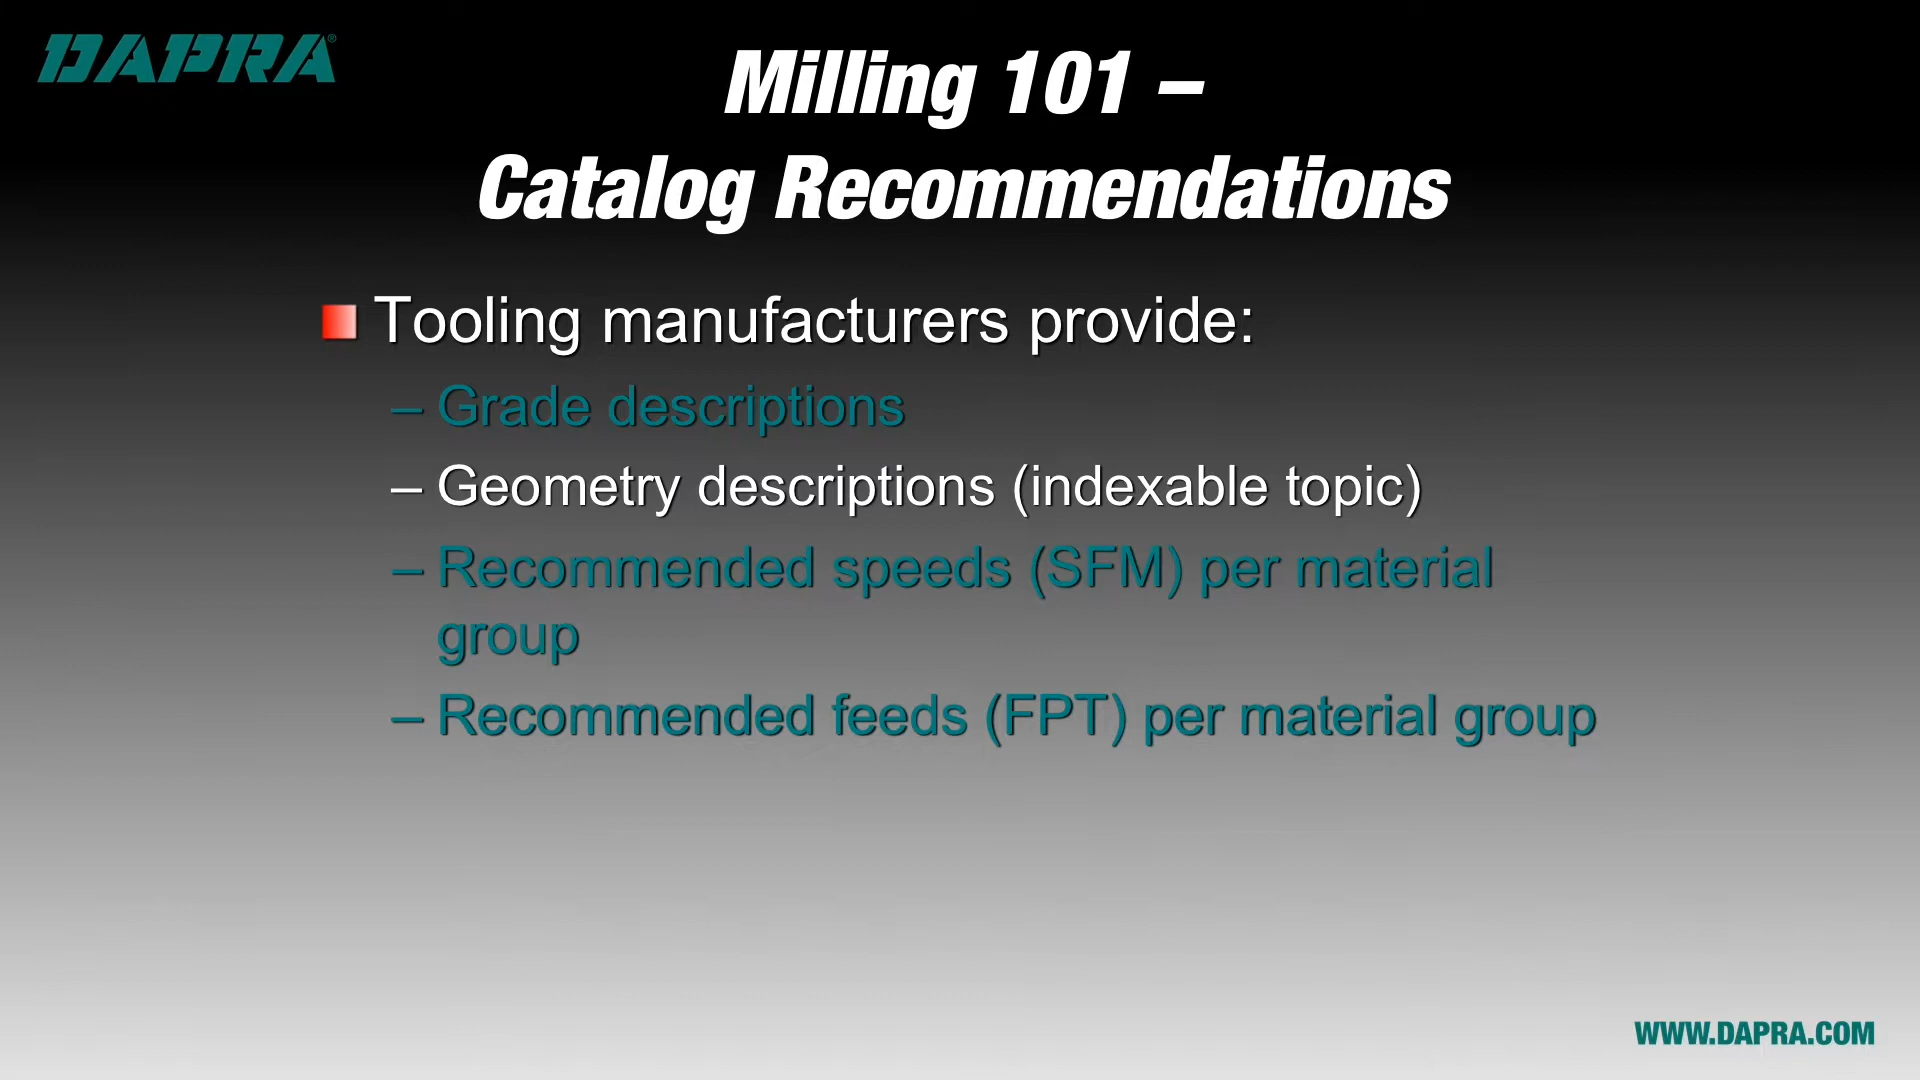 DAPRA®
Milling 101 –
Catalog Recommendations
Tooling manufacturers provide:
– Grade descriptions
– Geometry descriptions (indexable topic)
– Recommended speeds (SFM) per material
group
– Recommended feeds (FPT) per material group
WWW.DAPRA.COM